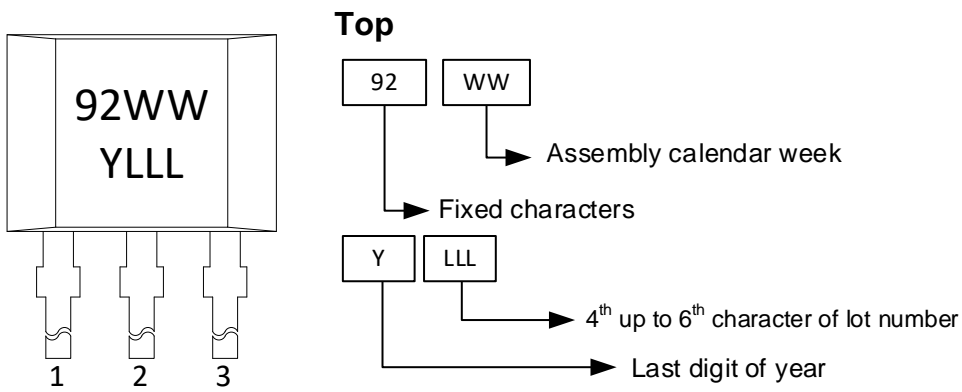 92WW
YLLL
1 2 3
Top
92 WW
Assembly calendar week
Fixed characters
Y LLL
4th up to 6th character of lot number
Last digit of year